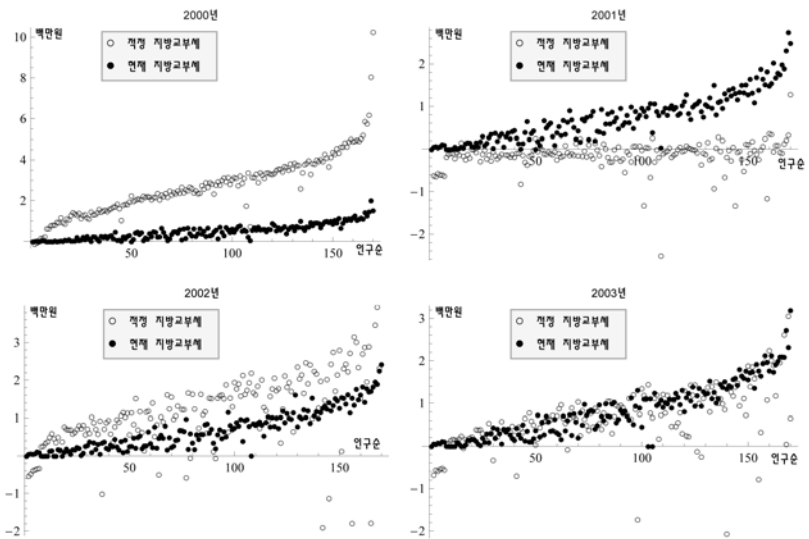 2000년
백만원
적정 지방교부세
현재 지방교부세
10
8
6
4
2
50
100
150
인구순
2001년
백만원
적정 지방교부세
현재 지방교부세
2
1
50
100
150
인구순
-1
-2
2002년
백만원
적정 지방교부세
현재 지방교부세
3
2
1
50
100
150
인구순
-1
-2
2003년
백만원
적정 지방교부세
현재 지방교부세
3
2
1
50
100
150
인구순
-1
-2